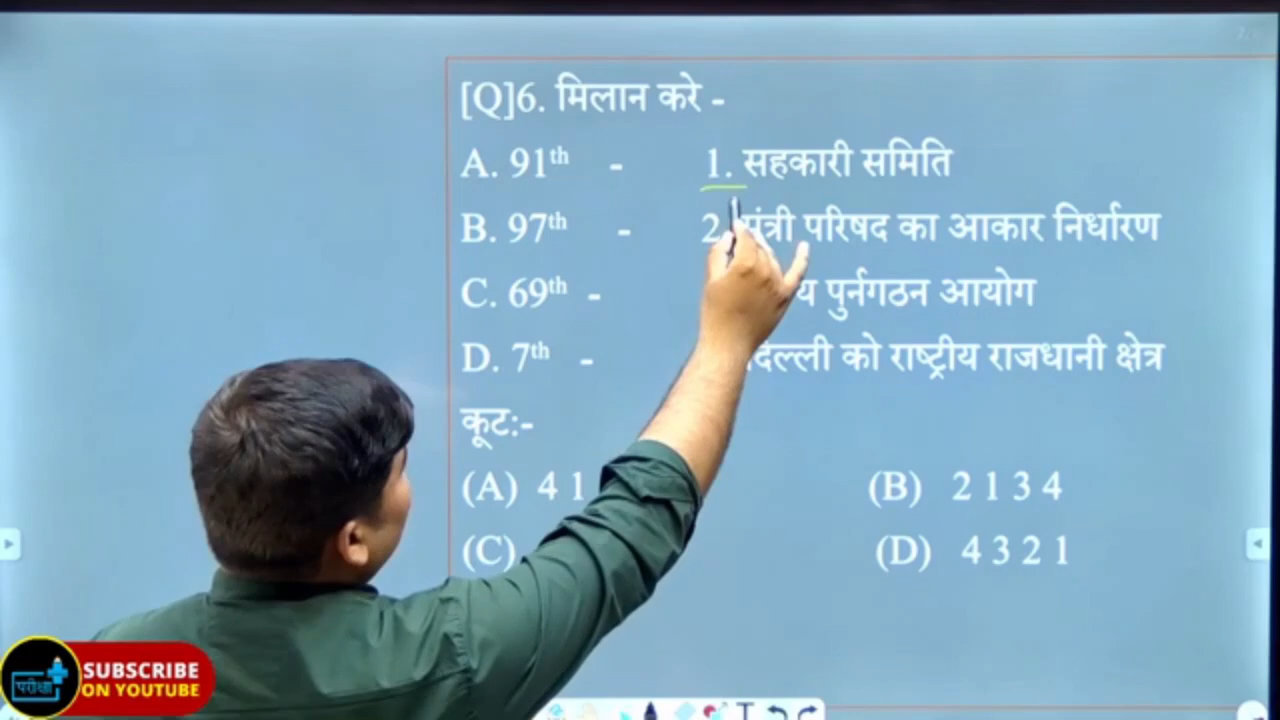 [Q]6. मिलान करे -
A. 91th - 1. सहकारी समिति
B. 97th - 2. मंत्री परिषद का आकार निर्धारण
C. 69th - पुर्नगठन आयोग
D. 7th - दिल्ली को राष्ट्रीय राजधानी क्षेत्र
कूट:-
(A) 4 1 (B) 2 1 3 4
(C) (D) 4 3 2 1
परीक्षा
SUBSCRIBE
ON YOUTUBE